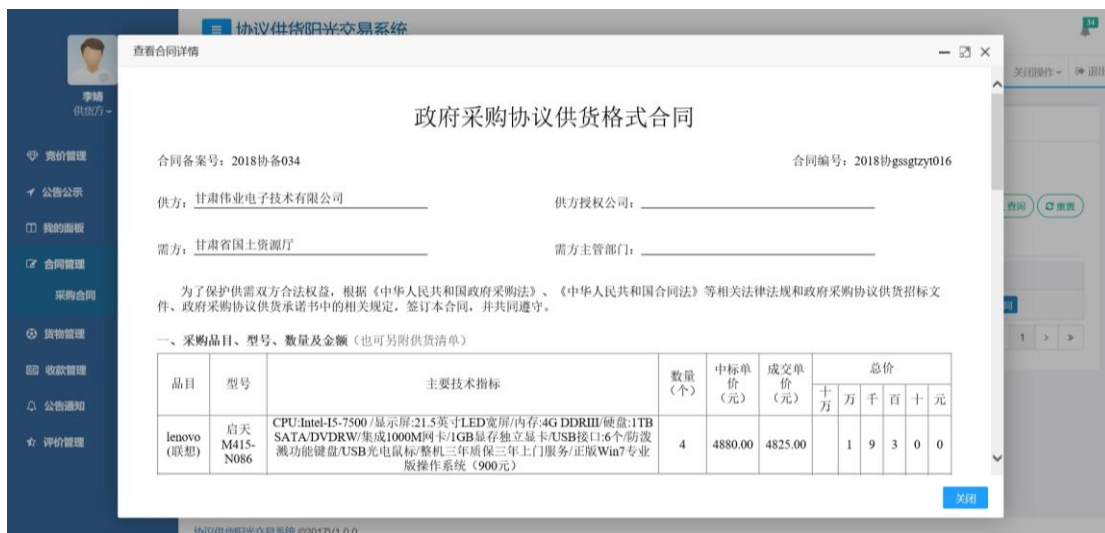 协议供货阳光交易系统
34
查看合同详情
关闭操作
退出
李婧
供货方
政府采购协议供货格式合同
竞价管理
合同备案号：2018协备034
合同编号：2018协gssgtzyt016
公告公示
供方：甘肃伟业电子技术有限公司
供方授权公司：
查询
重置
我的面板
需方：甘肃省国土资源厅
需方主管部门：
合同管理
采购合同
为了保护供需双方合法权益，根据《中华人民共和国政府采购法》、《中华人民共和国合同法》等相关法律法规和政府采购协议供货招标文
件、政府采购协议供货承诺书中的相关规定，签订本合同，并共同遵守。
货物管理
1 > »
一、采购品目、型号、数量及金额（也可另附供货清单）
收款管理
品目
型号
主要技术指标
数量
（个）
中标单
价
（元）
成交单
价
（元）
总价
十
万
万
千
百
十
元
公告通知
评价管理
lenovo
(联想)
启天
M415-
N086
CPU:Intel-I5-7500 /显示屏:21.5英寸LED宽屏/内存:4G DDRIII/硬盘:1TB
SATA/DVDRW/集成1000M网卡/1GB显存独立显卡/USB接口:6个/防泼
溅功能键盘/USB光电鼠标/整机三年质保三年上门服务/正版Win7专业
版操作系统（900元）
4
4880.00
4825.00
1
9
3
0
0
关闭
协议供货阳光交易系统 ©2017V1.0.0